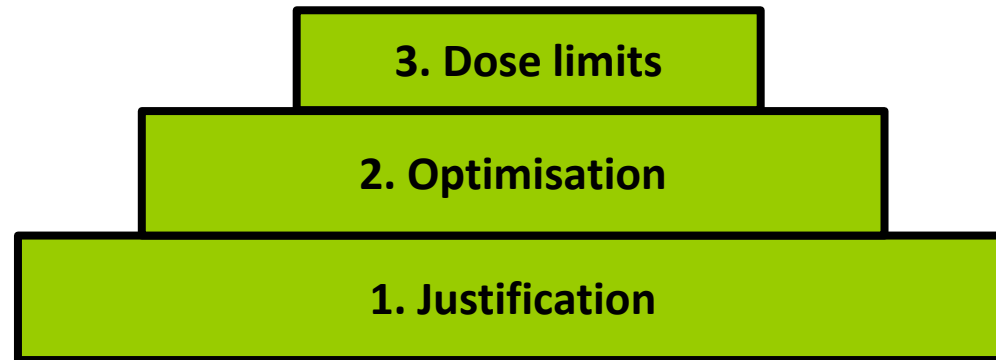 3. Dose limits
2. Optimisation
1. Justification